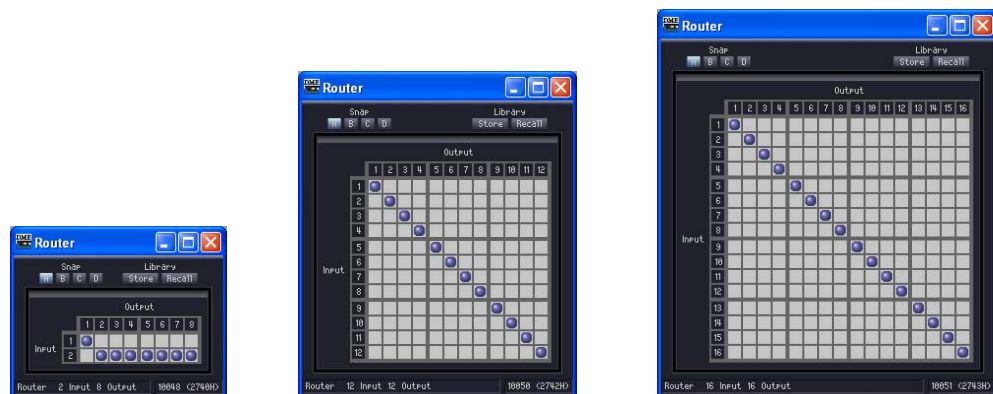 DME Router
Snap Library
A B C D Store Recall
Output
1 2 3 4 5 6 7 8
Input
1
2
Router 2 Input 8 Output 10048 (2740H)
DME Router
Snap Library
A B C D Store Recall
Output
1 2 3 4 5 6 7 8 9 10 11 12
1
2
3
4
5
Input 6
7
8
9
10
11
12
Router 12 Input 12 Output 10050 (2742H)
DME Router
Snap Library
A B C D Store Recall
Output
1 2 3 4 5 6 7 8 9 10 11 12 13 14 15 16
1
2
3
4
5
6
7
8
Input 9
10
11
12
13
14
15
16
Router 16 Input 16 Output 10051 (2743H)